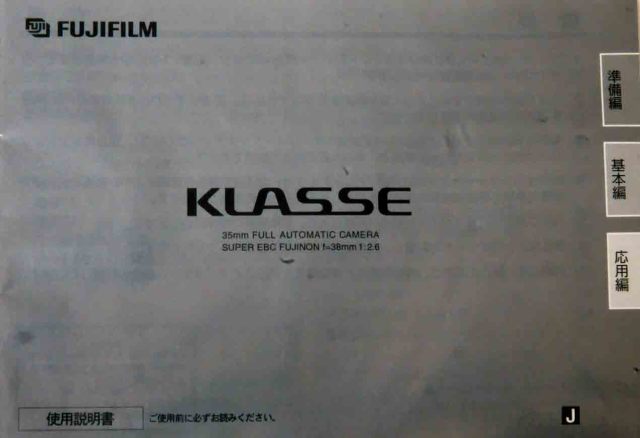 FUJIFILM
準備編
基本編
応用編
KLASSE
35mm FULL AUTOMATIC CAMERA
SUPER EBC FUJINON f=38mm 1:2.6
使用説明書
ご使用前に必ずお読みください。
J